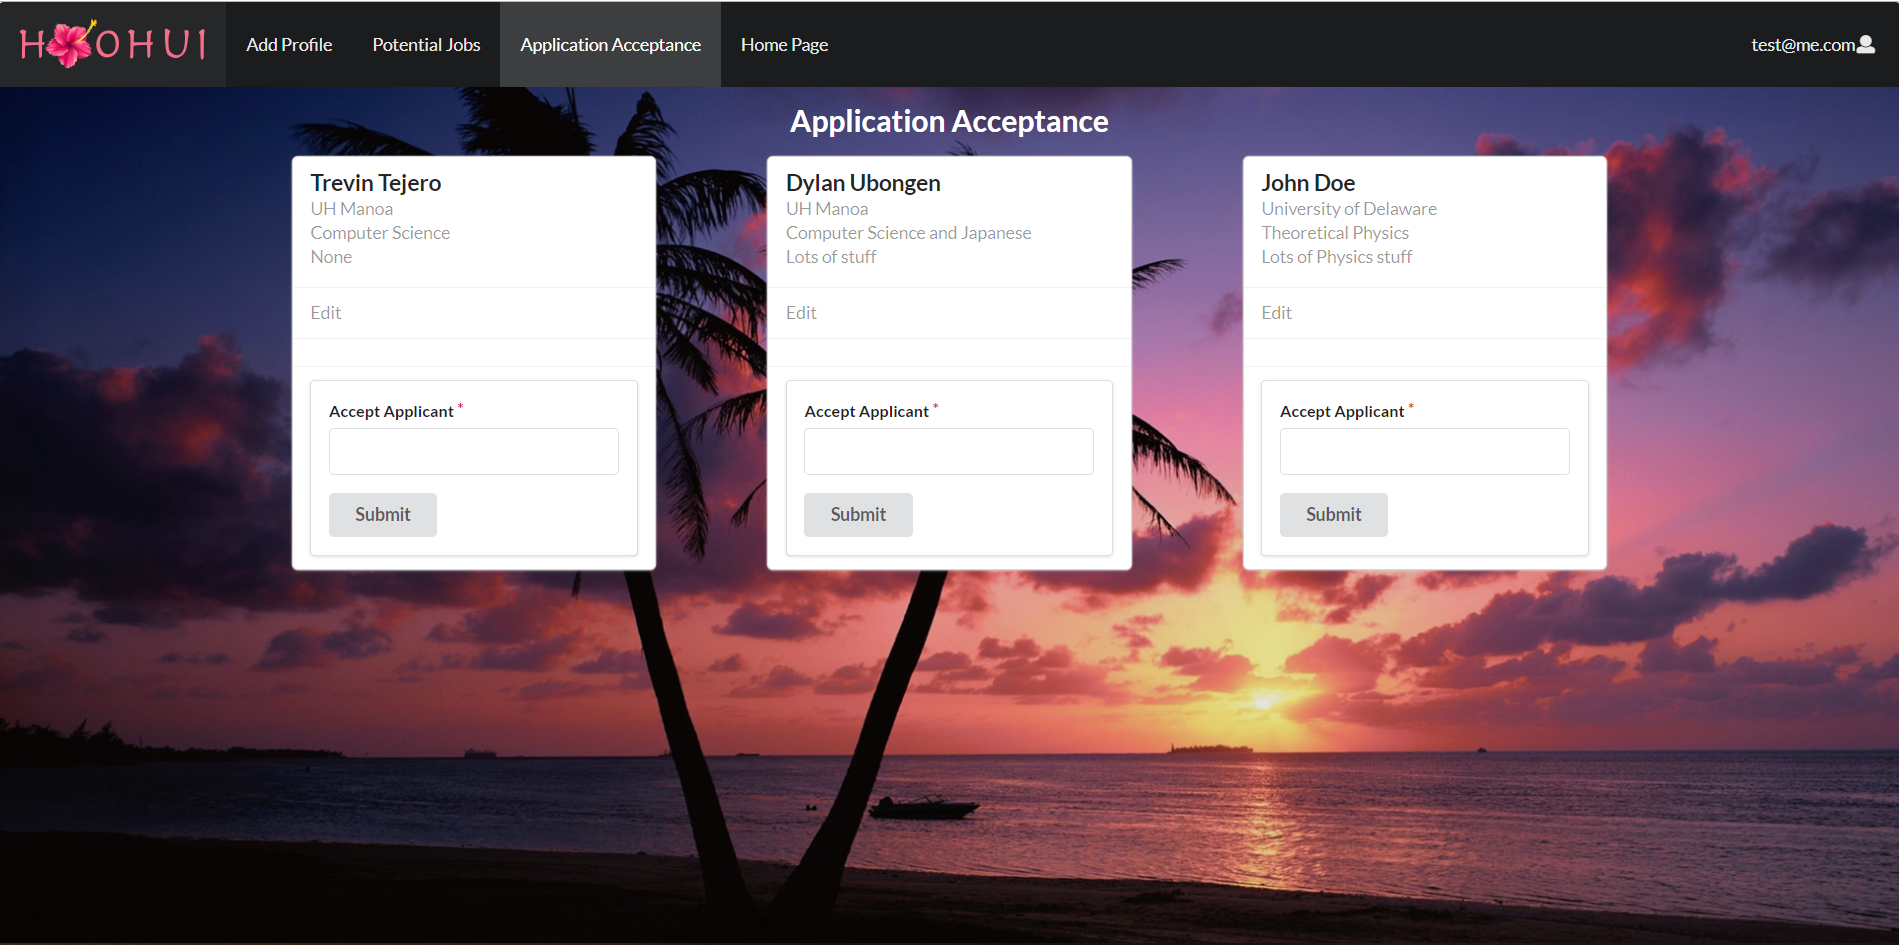 HOOHUI
Add Profile
Potential Jobs
Application Acceptance
Home Page
test@me.com
Application Acceptance
Trevin Tejero
UH Manoa
Computer Science
None
Edit
Accept Applicant *
Submit
Dylan Ubongen
UH Manoa
Computer Science and Japanese
Lots of stuff
Edit
Accept Applicant *
Submit
John Doe
University of Delaware
Theoretical Physics
Lots of Physics stuff
Edit
Accept Applicant *
Submit